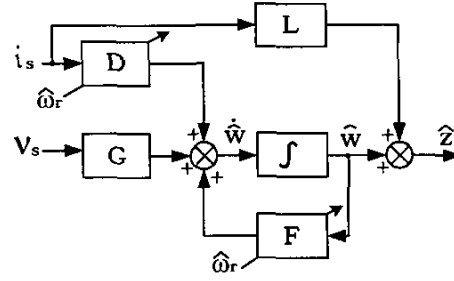 L
i_s
D
ω̂_r
+
ẇ̂
ŵ
+
ẑ
v_s
G
+
+
∫
+
F
ω̂_r